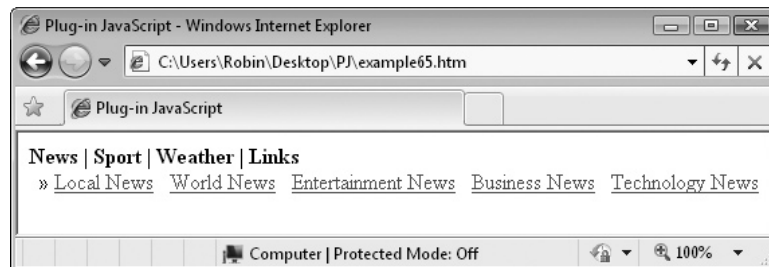 Plug-in JavaScript - Windows Internet Explorer
C:\Users\Robin\Desktop\PJ\example65.htm
Plug-in JavaScript
News | Sport | Weather | Links
» Local News World News Entertainment News Business News Technology News
Computer | Protected Mode: Off 100%